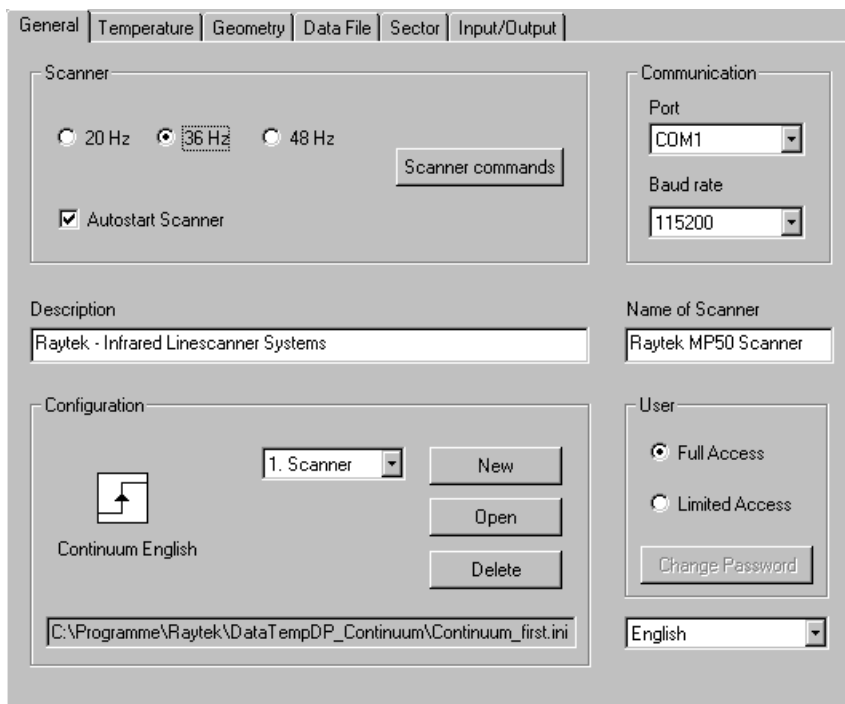 General Temperature Geometry Data File Sector Input/Output
Scanner
20 Hz 36 Hz 48 Hz
Scanner commands
Autostart Scanner
Communication
Port
COM1
Baud rate
115200
Description
Raytek - Infrared Linescanner Systems
Name of Scanner
Raytek MP50 Scanner
Configuration
1. Scanner
New
Open
Delete
Continuum English
C:\Programme\Raytek\DataTempDP_Continuum\Continuum_first.ini
User
Full Access
Limited Access
Change Password
English